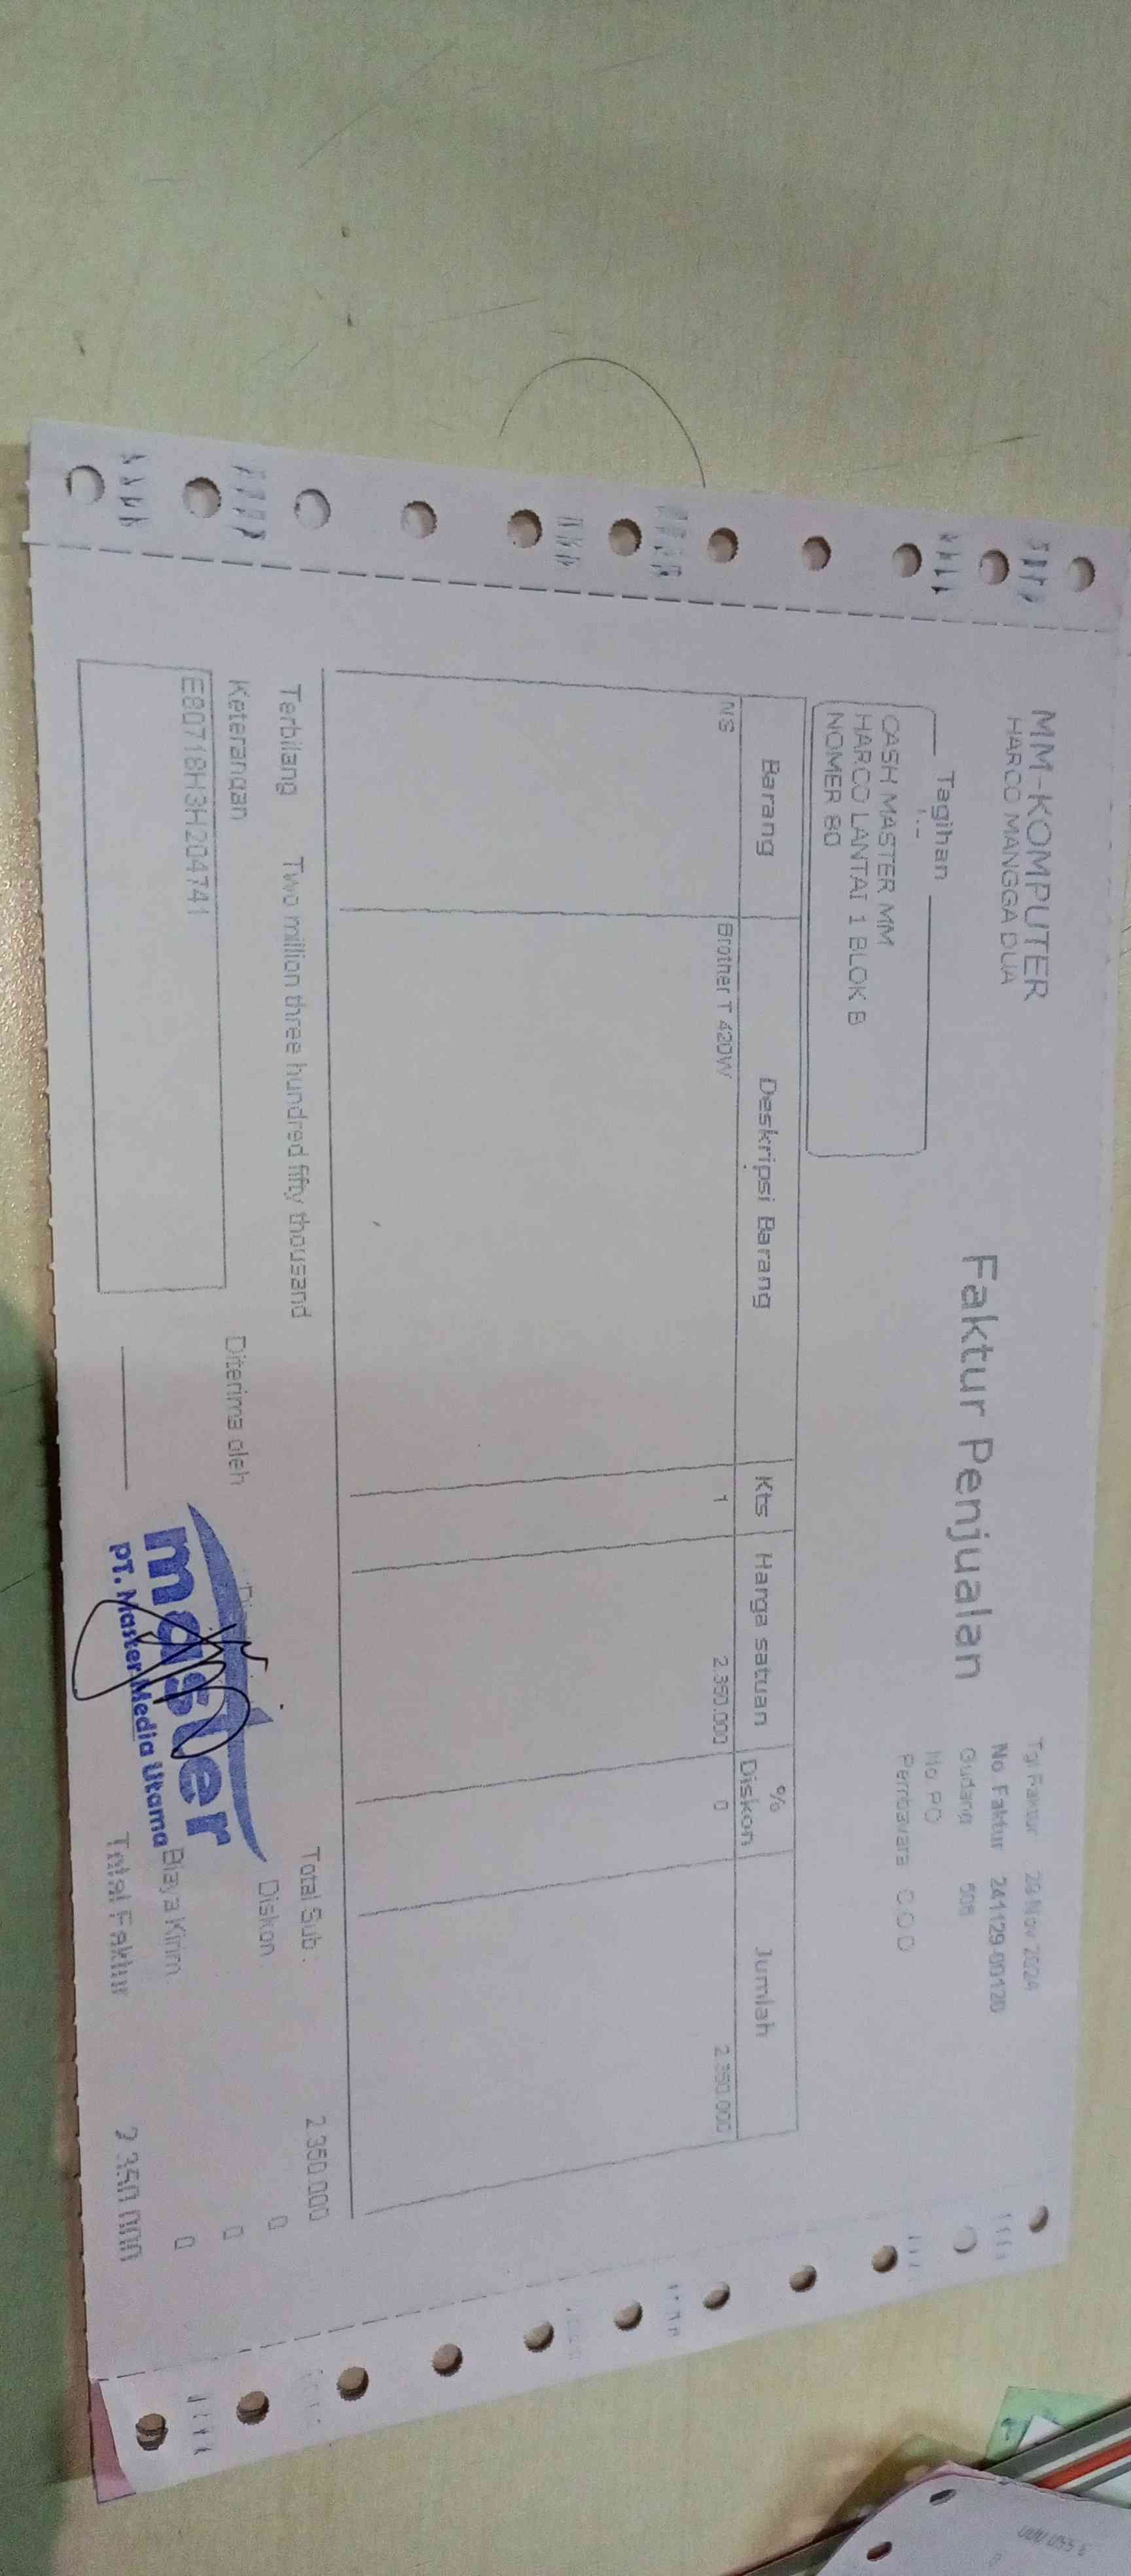 MM-KOMPUTER
HARCO MANGGA DUA
Faktur Penjualan
Tgl Faktur 29 Nov 2024
No Faktur 241129-00120
Gudang
No PO
Pembayara C.O.D
Tagihan
CASH MASTER MM
HARCO LANTAI 1 BLOK B
NOMER 80
Barang Deskripsi Barang Kts Harga satuan % Diskon Jumlah
NS Brother T 420W 1 2.350.000 0 2.350.000
Terbilang Two milion three hundred fifty thousand
Total Sub : 2.350.000
Diskon 0
0
Biaya Kirim 0
Total Faktur 2.350.000
Keterangan
E80718H3H204741
Diterima oleh
master
PT. Master Media Utama